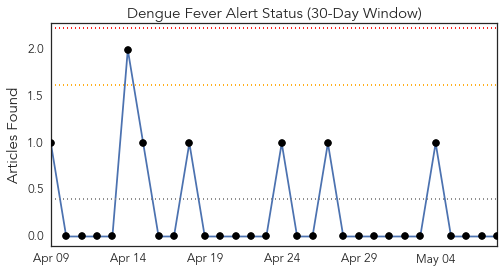 Dengue Fever Alert Status (30-Day Window)
Articles Found
2.0
1.5
1.0
0.5
0.0
Apr 09 Apr 14 Apr 19 Apr 24 Apr 29 May 04